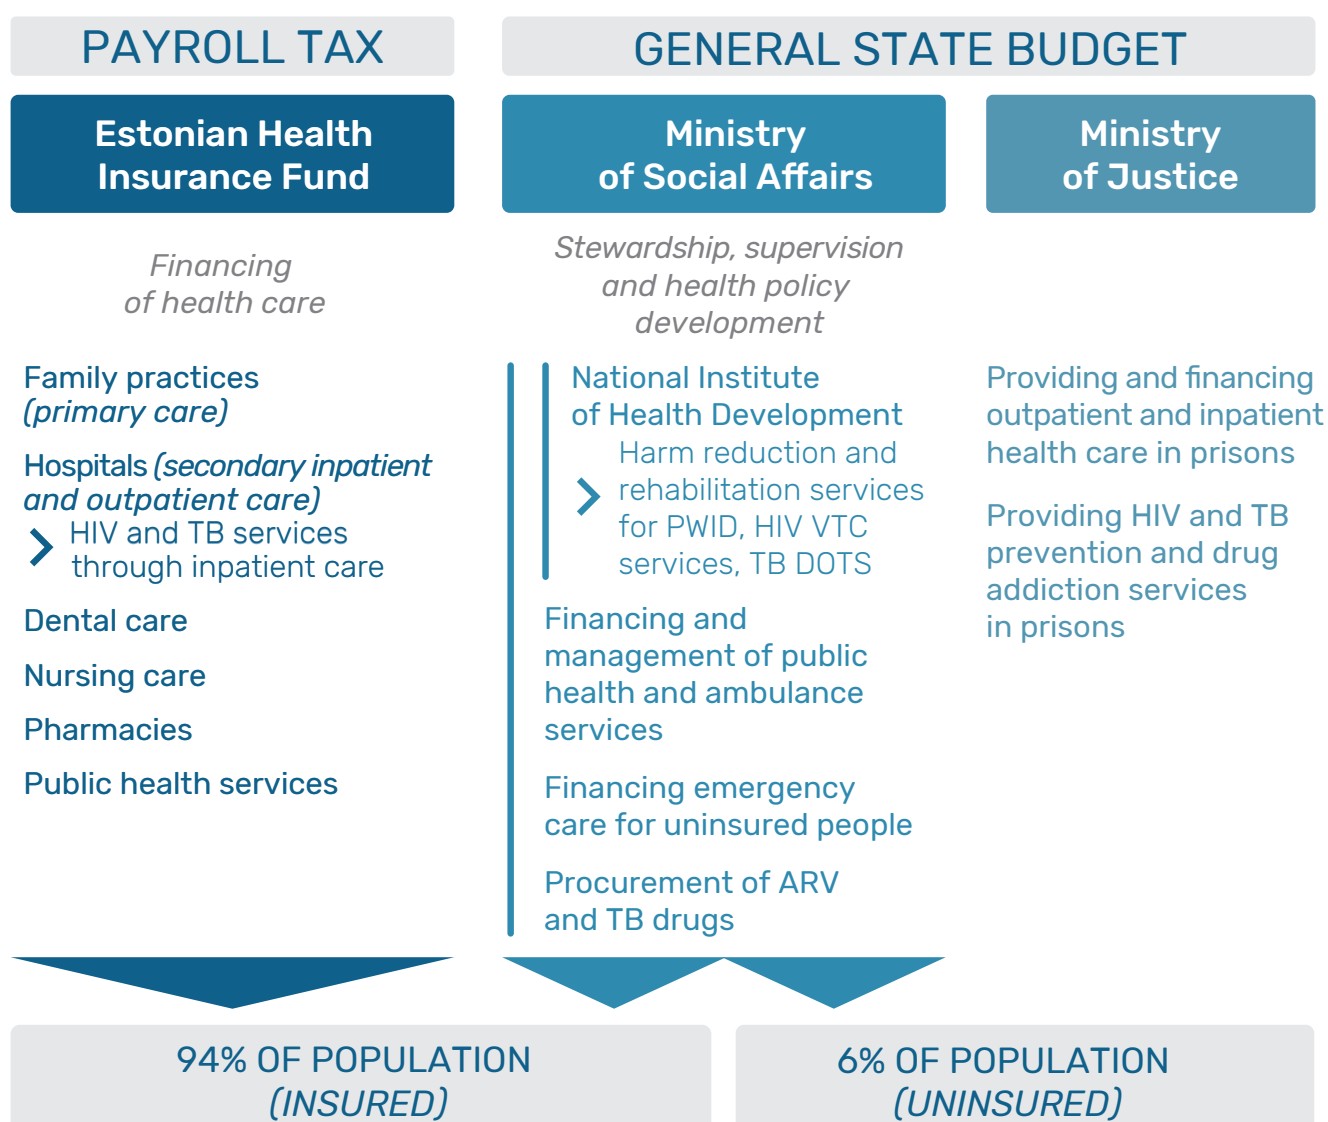 PAYROLL TAX
GENERAL STATE BUDGET
Estonian Health
Insurance Fund
Financing
of health care
Family practices
(primary care)
Hospitals (secondary inpatient
and outpatient care)
HIV and TB services
through inpatient care
Dental care
Nursing care
Pharmacies
Public health services
Ministry
of Social Affairs
Stewardship, supervision
and health policy
development
National Institute
of Health Development
Harm reduction and
rehabilitation services
for PWID, HIV VTC
services, TB DOTS
Financing and
management of public
health and ambulance
services
Financing emergency
care for uninsured people
Procurement of ARV
and TB drugs
Ministry
of Justice
Providing and financing
outpatient and inpatient
health care in prisons
Providing HIV and TB
prevention and drug
addiction services
in prisons
94% OF POPULATION
(INSURED)
6% OF POPULATION
(UNINSURED)